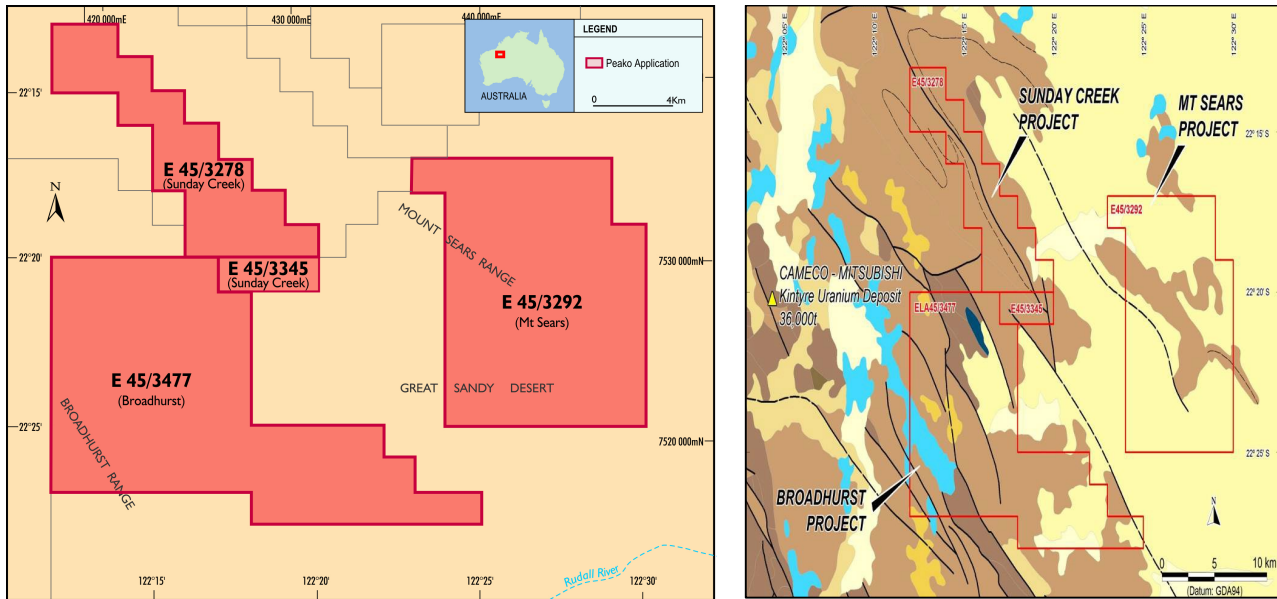 420 000mE
430 000mE
440 000mE
LEGEND
Peako Application
0
4Km
AUSTRALIA
22°15'
N
E 45/3278
(Sunday Creek)
MOUNT SEARS RANGE
22°20'
E 45/3345
(Sunday Creek)
7530 000mN
E 45/3292
(Mt Sears)
E 45/3477
(Broadhurst)
GREAT SANDY DESERT
BROADHURST RANGE
22°25'
7520 000mN
Rudall River
122°15'
122°20'
122°25'
122°30'
122° 05' E
122° 10' E
122° 15' E
122° 20' E
122° 25' E
122° 30' E
E45/3278
SUNDAY CREEK
PROJECT
MT SEARS
PROJECT
22° 15' S
E45/3292
CAMECO - MITSUBISHI
Kintyre Uranium Deposit
36 000t
22° 20' S
ELA45/3477
E45/3345
22° 25' S
BROADHURST
PROJECT
N
0
5
10 km
(Datum: GDA94)